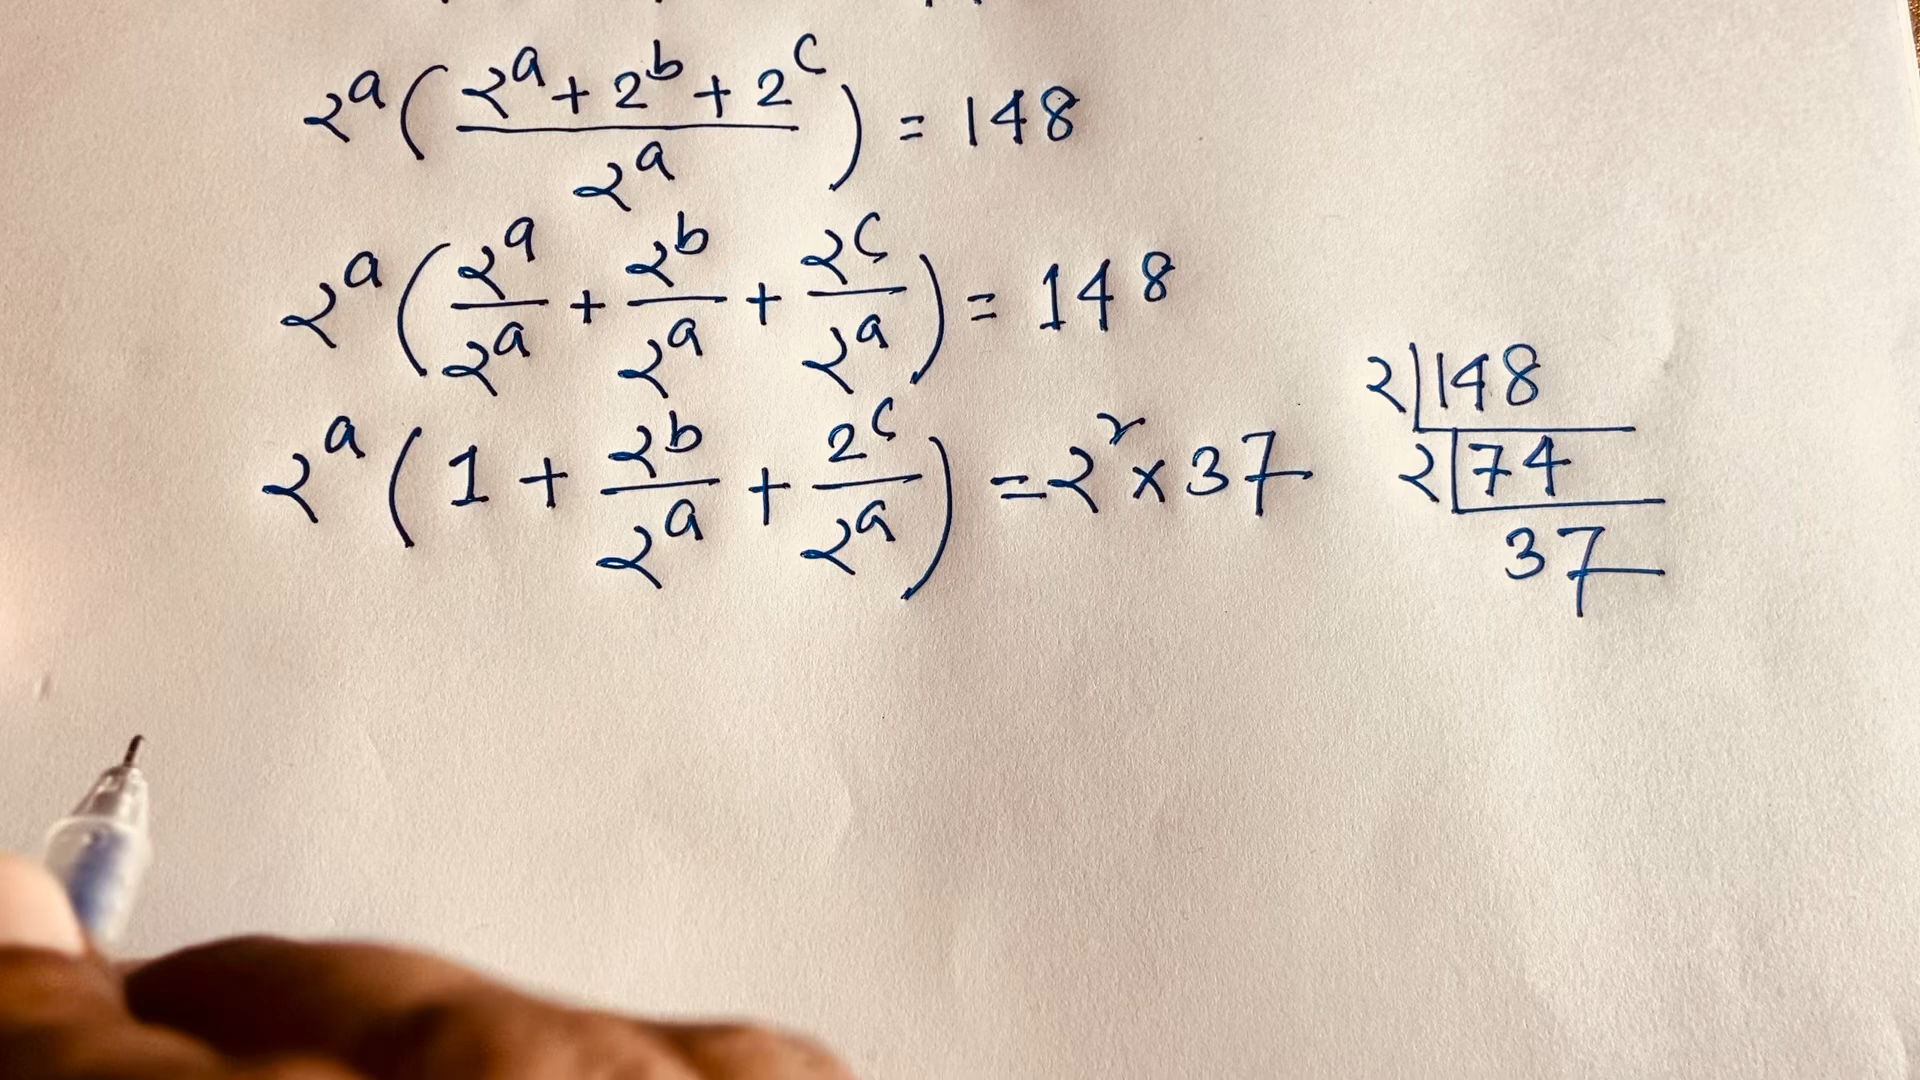 2^a ( (2^a + 2^b + 2^c) / 2^a ) = 148
2^a ( 2^a/2^a + 2^b/2^a + 2^c/2^a ) = 148
2^a ( 1 + 2^b/2^a + 2^c/2^a ) = 2^2 × 37
2 | 148
2 | 74
37